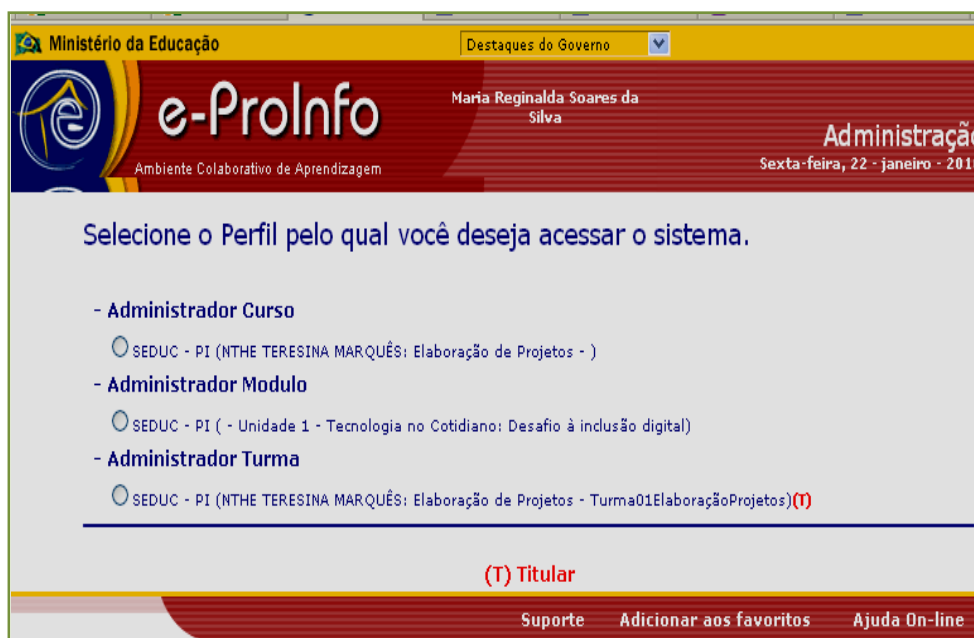 Ministério da Educação
Destaques do Governo
e-ProInfo
Ambiente Colaborativo de Aprendizagem
Maria Reginalda Soares da
Silva
Administração
Sexta-feira, 22 - janeiro - 201
Selecione o Perfil pelo qual você deseja acessar o sistema.
- Administrador Curso
SEDUC - PI (NTHE TERESINA MARQUÊS: Elaboração de Projetos - )
- Administrador Modulo
SEDUC - PI ( - Unidade 1 - Tecnologia no Cotidiano: Desafio à inclusão digital)
- Administrador Turma
SEDUC - PI (NTHE TERESINA MARQUÊS: Elaboração de Projetos - Turma01ElaboraçãoProjetos)(T)
(T) Titular
Suporte Adicionar aos favoritos Ajuda On-line